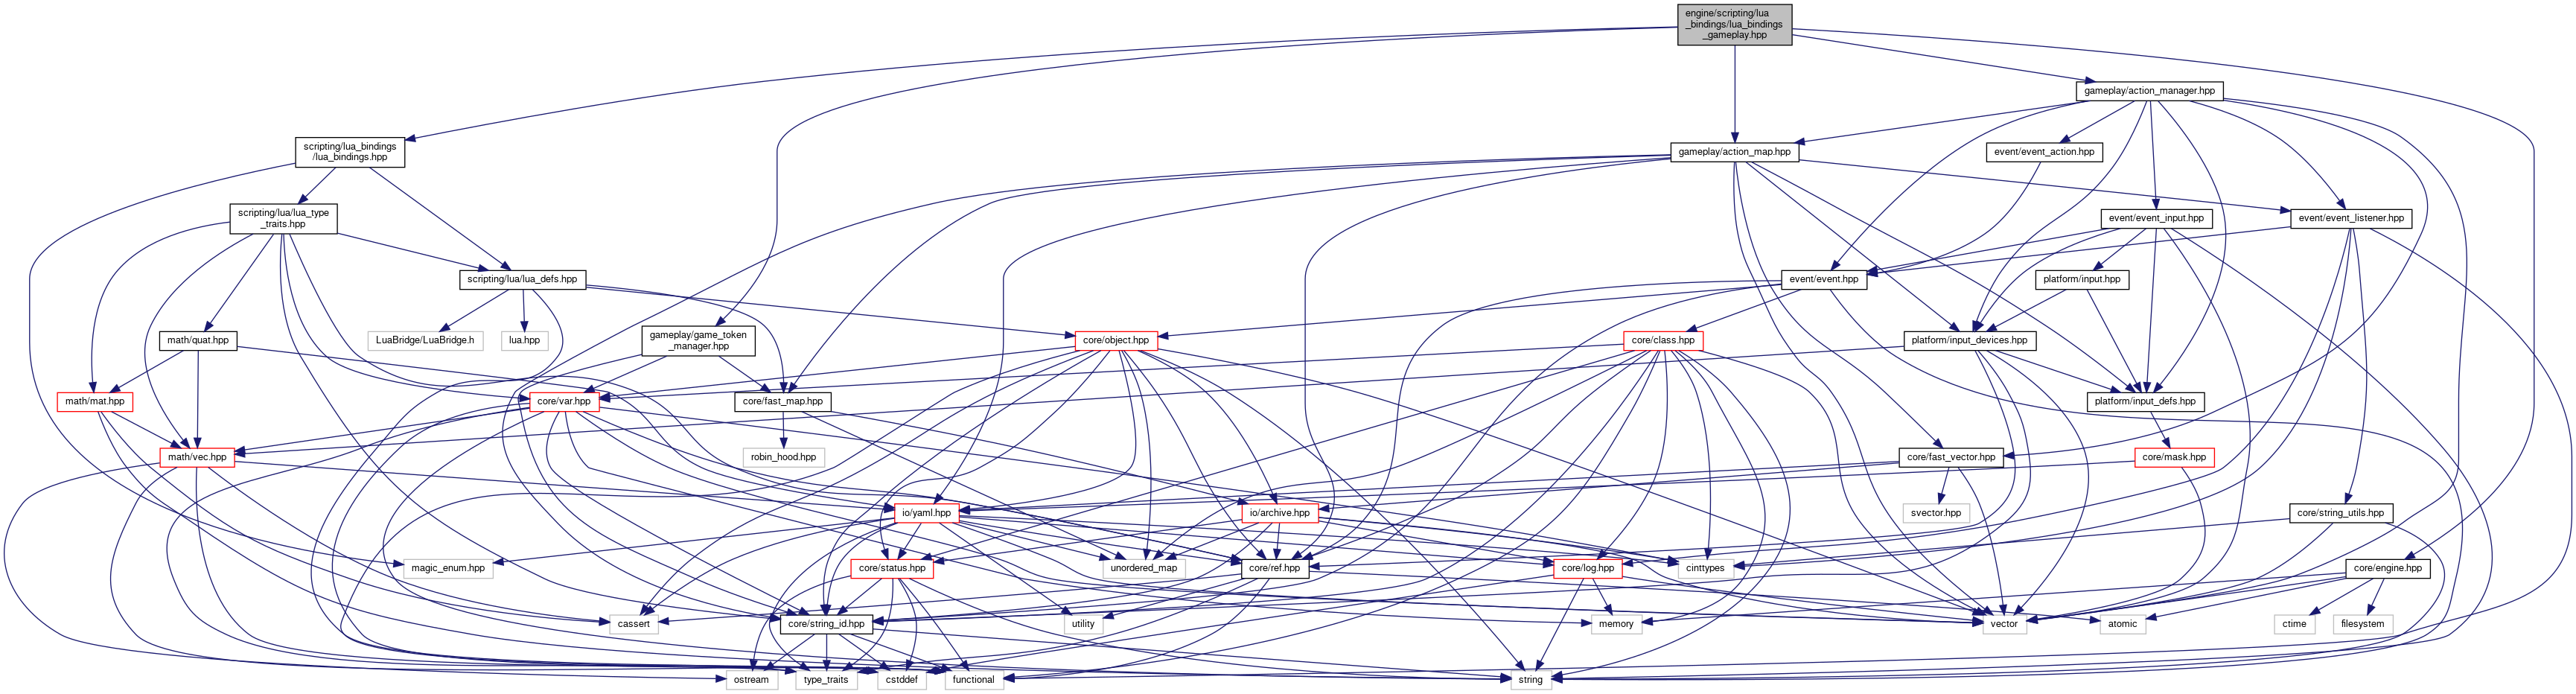 engine/scripting/lua
_bindings/lua_bindings
_gameplay.hpp
gameplay/action_manager.hpp
scripting/lua_bindings
/lua_bindings.hpp
gameplay/action_map.hpp
event/event_action.hpp
scripting/lua/lua_type
_traits.hpp
event/event_input.hpp
event/event_listener.hpp
scripting/lua/lua_defs.hpp
event/event.hpp
platform/input.hpp
LuaBridge/LuaBridge.h
lua.hpp
math/quat.hpp
gameplay/game_token
_manager.hpp
core/object.hpp
core/class.hpp
platform/input_devices.hpp
math/mat.hpp
core/var.hpp
core/fast_map.hpp
platform/input_defs.hpp
math/vec.hpp
robin_hood.hpp
core/fast_vector.hpp
core/mask.hpp
io/yaml.hpp
io/archive.hpp
svector.hpp
core/string_utils.hpp
magic_enum.hpp
core/status.hpp
unordered_map
core/ref.hpp
core/log.hpp
cinttypes
core/engine.hpp
cassert
core/string_id.hpp
utility
memory
vector
atomic
ctime
filesystem
ostream
type_traits
cstddef
functional
string